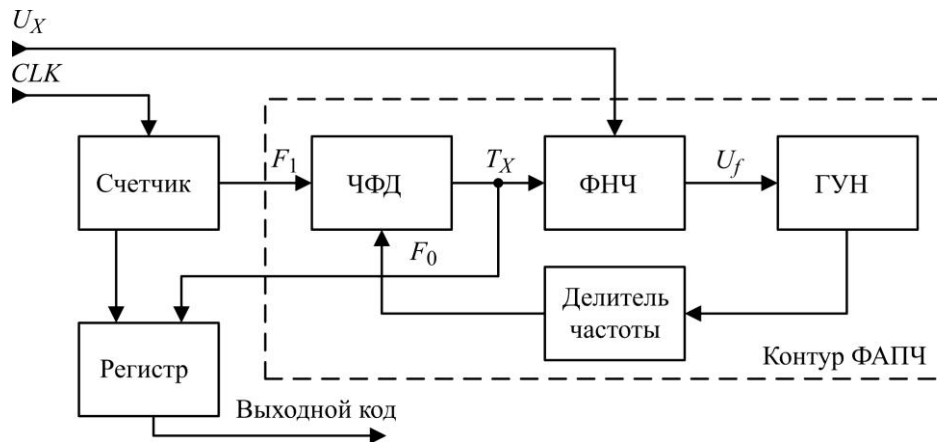 U_X
CLK
Счетчик
F_1
ЧФД
T_X
ФНЧ
U_f
ГУН
F_0
Делитель
частоты
Регистр
Контур ФАПЧ
Выходной код